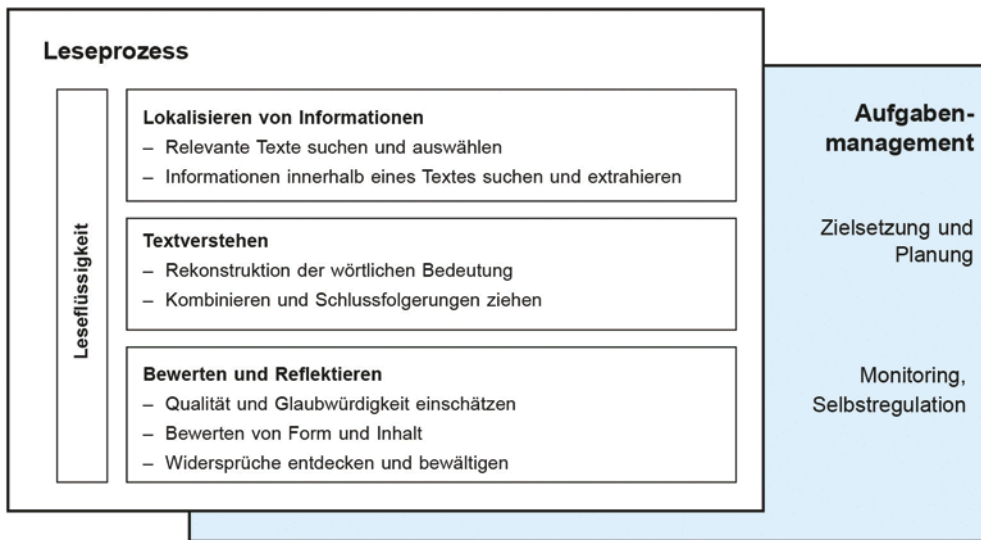 Leseprozess
Leseflüssigkeit
Lokalisieren von Informationen
– Relevante Texte suchen und auswählen
– Informationen innerhalb eines Textes suchen und extrahieren
Textverstehen
– Rekonstruktion der wörtlichen Bedeutung
– Kombinieren und Schlussfolgerungen ziehen
Bewerten und Reflektieren
– Qualität und Glaubwürdigkeit einschätzen
– Bewerten von Form und Inhalt
– Widersprüche entdecken und bewältigen
Aufgaben-
management
Zielsetzung und
Planung
Monitoring,
Selbstregulation